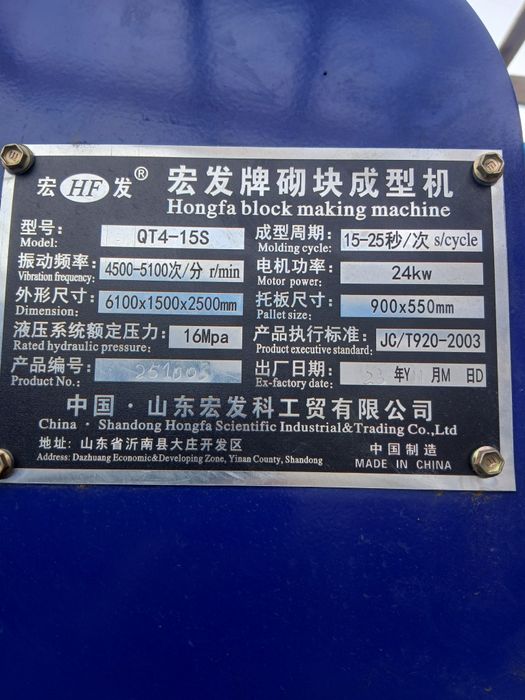 宏 HF 发® 宏发牌砌块成型机
Hongfa block making machine
型号: QT4-15S 成型周期: 15-25秒/次 s/cycle
Model: Molding cycle:
振动频率: 4500-5100次/分 r/min 电机功率: 24kw
Vibration frequency: Motor power:
外形尺寸: 6100x1500x2500mm 托板尺寸: 900x550mm
Dimension: Pallet size:
液压系统额定压力: 16Mpa 产品执行标准: JC/T920-2003
Rated hydraulic pressure: Product executive standard:
产品编号: 251003 出厂日期: 年 月M 日D
Product No.: Ex-factory date:
中国·山东宏发科工贸有限公司
China · Shandong Hongfa Scientific Industrial&Trading Co.,Ltd
地址: 山东省沂南县大庄开发区 中国制造
Address: Dazhuang Economic&Developing Zone, Yinan County, Shandong MADE IN CHINA